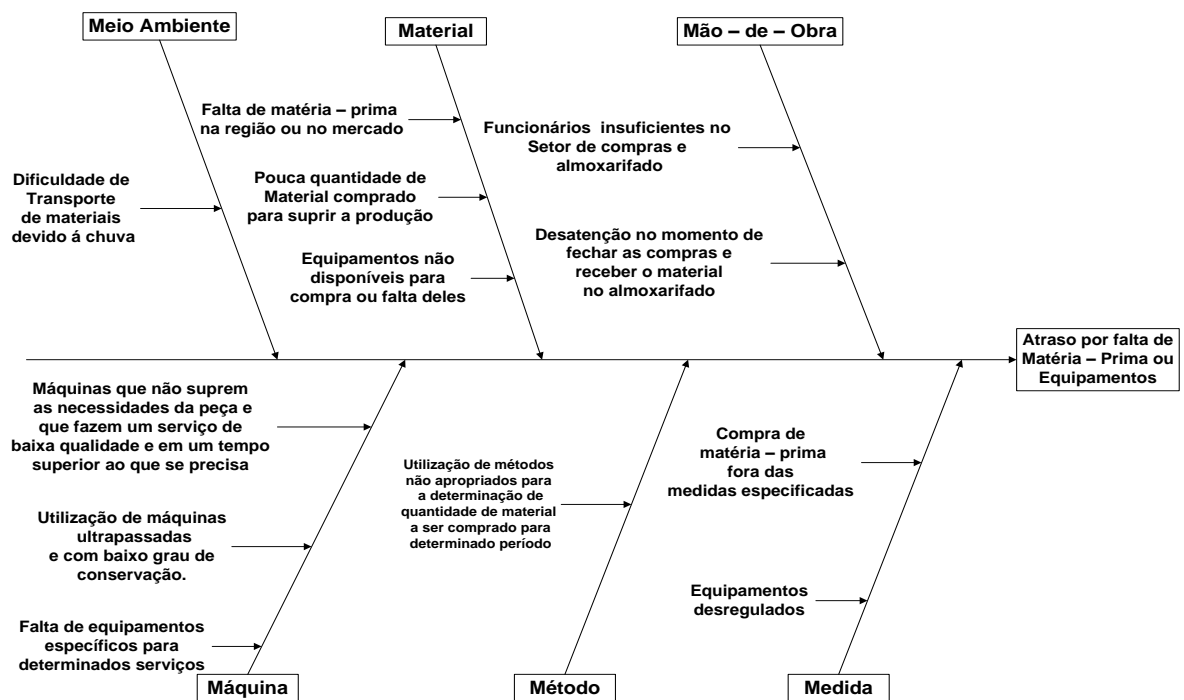 Meio Ambiente
Material
Mão – de – Obra
Falta de matéria – prima
na região ou no mercado
Funcionários insuficientes no
Setor de compras e
almoxarifado
Dificuldade de
Transporte
de materiais
devido á chuva
Pouca quantidade de
Material comprado
para suprir a produção
Desatenção no momento de
fechar as compras e
receber o material
no almoxarifado
Equipamentos não
disponíveis para
compra ou falta deles
Atraso por falta de
Matéria – Prima ou
Equipamentos
Máquinas que não suprem
as necessidades da peça e
que fazem um serviço de
baixa qualidade e em um tempo
superior ao que se precisa
Utilização de métodos
não apropriados para
a determinação de
quantidade de material
a ser comprado para
determinado período
Compra de
matéria – prima
fora das
medidas especificadas
Utilização de máquinas
ultrapassadas
e com baixo grau de
conservação.
Equipamentos
desregulados
Falta de equipamentos
específicos para
determinados serviços
Máquina
Método
Medida